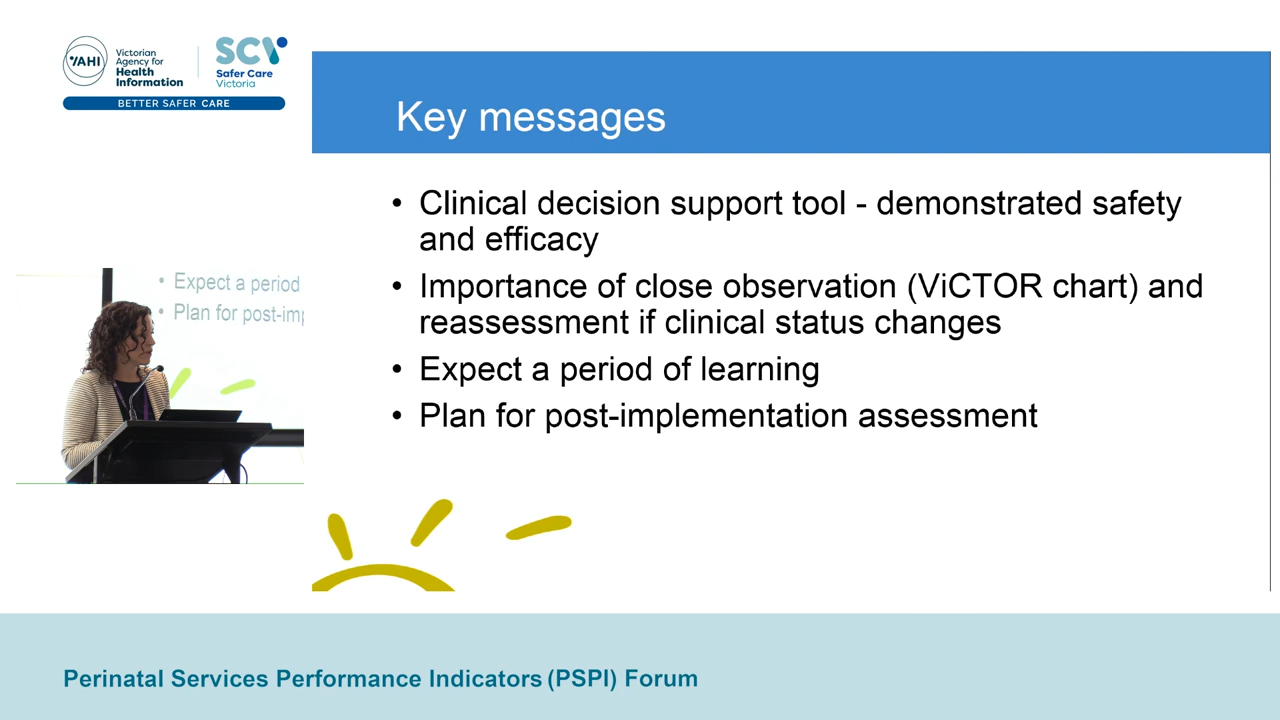 VAHI
Victorian
Agency for
Health
Information
SCV
Safer Care
Victoria
BETTER SAFER CARE
Key messages
• Clinical decision support tool - demonstrated safety
and efficacy
• Importance of close observation (ViCTOR chart) and
reassessment if clinical status changes
• Expect a period of learning
• Plan for post-implementation assessment
• Expect a period
• Plan for post-imp
Perinatal Services Performance Indicators (PSPI) Forum